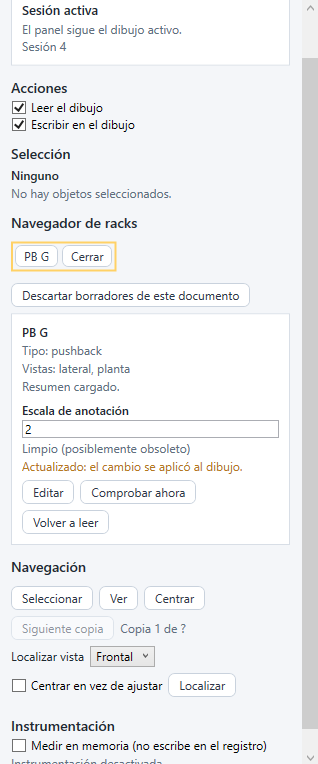 Sesión activa
El panel sigue el dibujo activo.
Sesión 4
Acciones
Leer el dibujo
Escribir en el dibujo
Selección
Ninguno
No hay objetos seleccionados.
Navegador de racks
PB G Cerrar
Descartar borradores de este documento
PB G
Tipo: pushback
Vistas: lateral, planta
Resumen cargado.
Escala de anotación
2
Limpio (posiblemente obsoleto)
Actualizado: el cambio se aplicó al dibujo.
Editar Comprobar ahora
Volver a leer
Navegación
Seleccionar Ver Centrar
Siguiente copia Copia 1 de ?
Localizar vista Frontal
Centrar en vez de ajustar Localizar
Instrumentación
Medir en memoria (no escribe en el registro)
Instrumentación desactivada